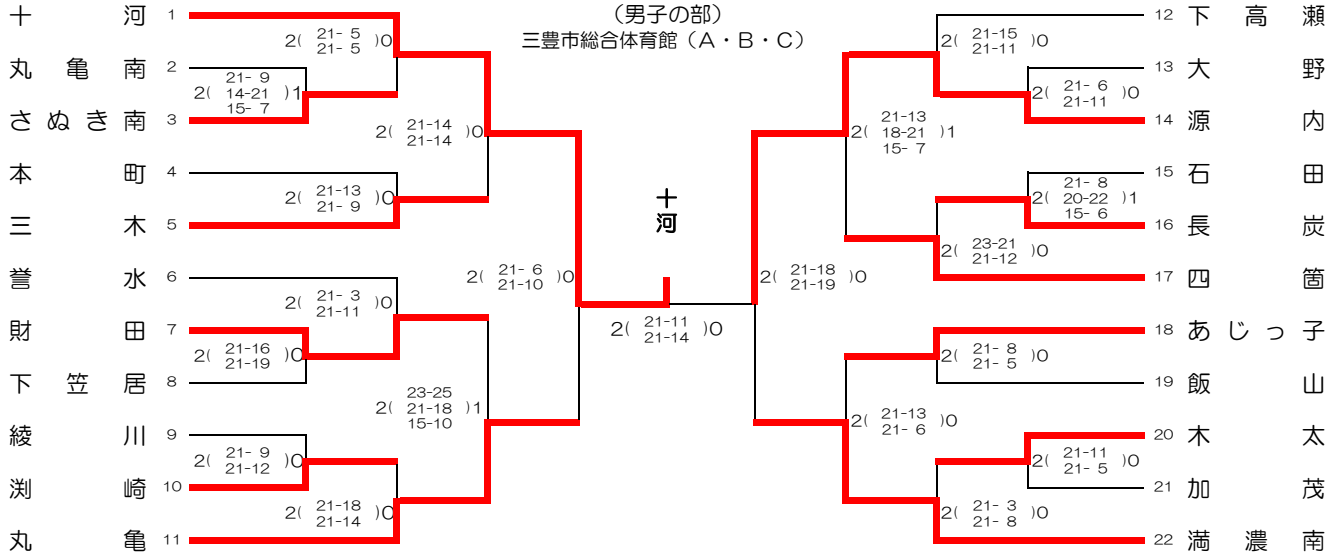 (男子の部)
三豊市総合体育館（A・B・C）
十河 1
2( 21- 5 )0
21- 5
丸亀南 2
21- 9
2( 14-21 )1
15- 7
さぬき南 3
2( 21-14 )0
21-14
本町 4
2( 21-13 )0
21- 9
三木 5
誉水 6
2( 21- 6 )0
21-10
2( 21- 3 )0
21-11
財田 7
2( 21-16 )0
21-19
下笠居 8
23-25
2( 21-18 )1
15-10
綾川 9
2( 21- 9 )0
21-12
渕崎 10
2( 21-18 )0
21-14
丸亀 11
十河
2( 21-11 )0
21-14
12 下高瀬
2( 21-15 )0
21-11
13 大野
2( 21- 6 )0
21-11
14 源内
21-13
2( 18-21 )1
15- 7
15 石田
21- 8
2( 20-22 )1
15- 6
16 長炭
2( 23-21 )0
21-12
17 四箇
2( 21-18 )0
21-19
18 あじっ子
2( 21- 8 )0
21- 5
19 飯山
2( 21-13 )0
21- 6
20 木太
2( 21-11 )0
21- 5
21 加茂
2( 21- 3 )0
21- 8
22 満濃南